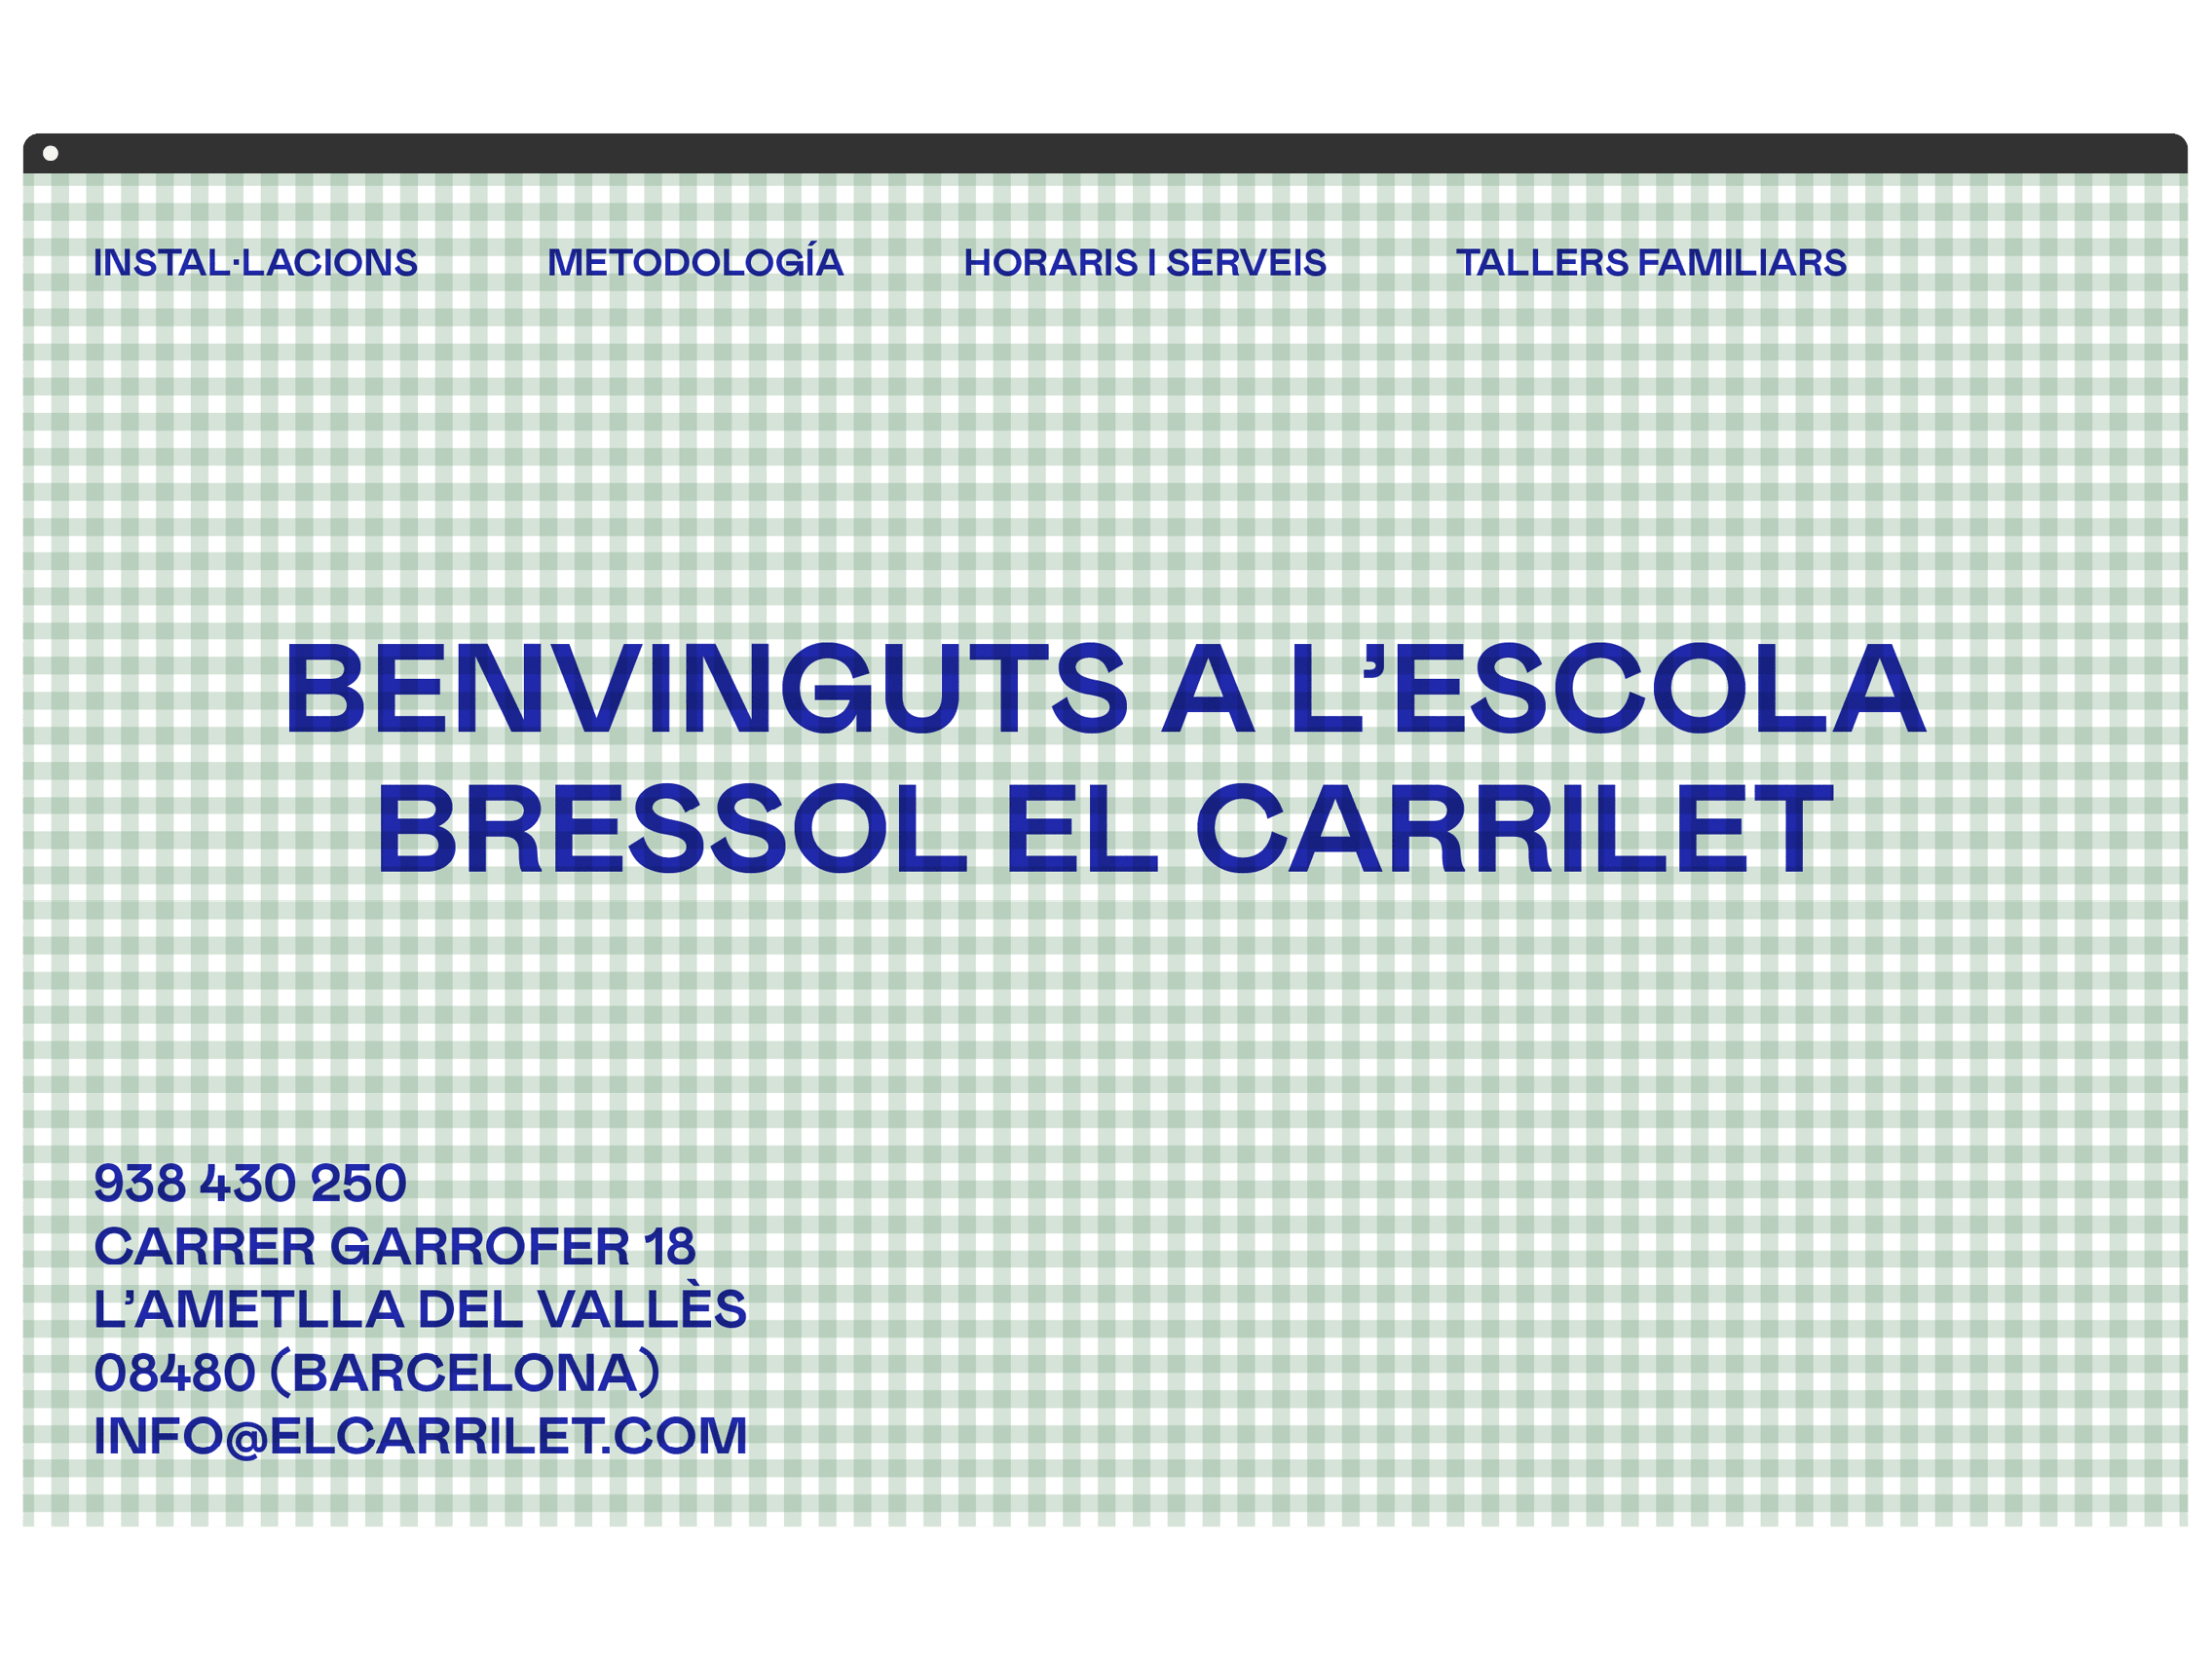 INSTAL·LACIONS METODOLOGÍA HORARIS I SERVEIS TALLERS FAMILIARS
BENVINGUTS A L’ESCOLA
BRESSOL EL CARRILET
938 430 250
CARRER GARROFER 18
L’AMETLLA DEL VALLÈS
08480 (BARCELONA)
INFO@ELCARRILET.COM